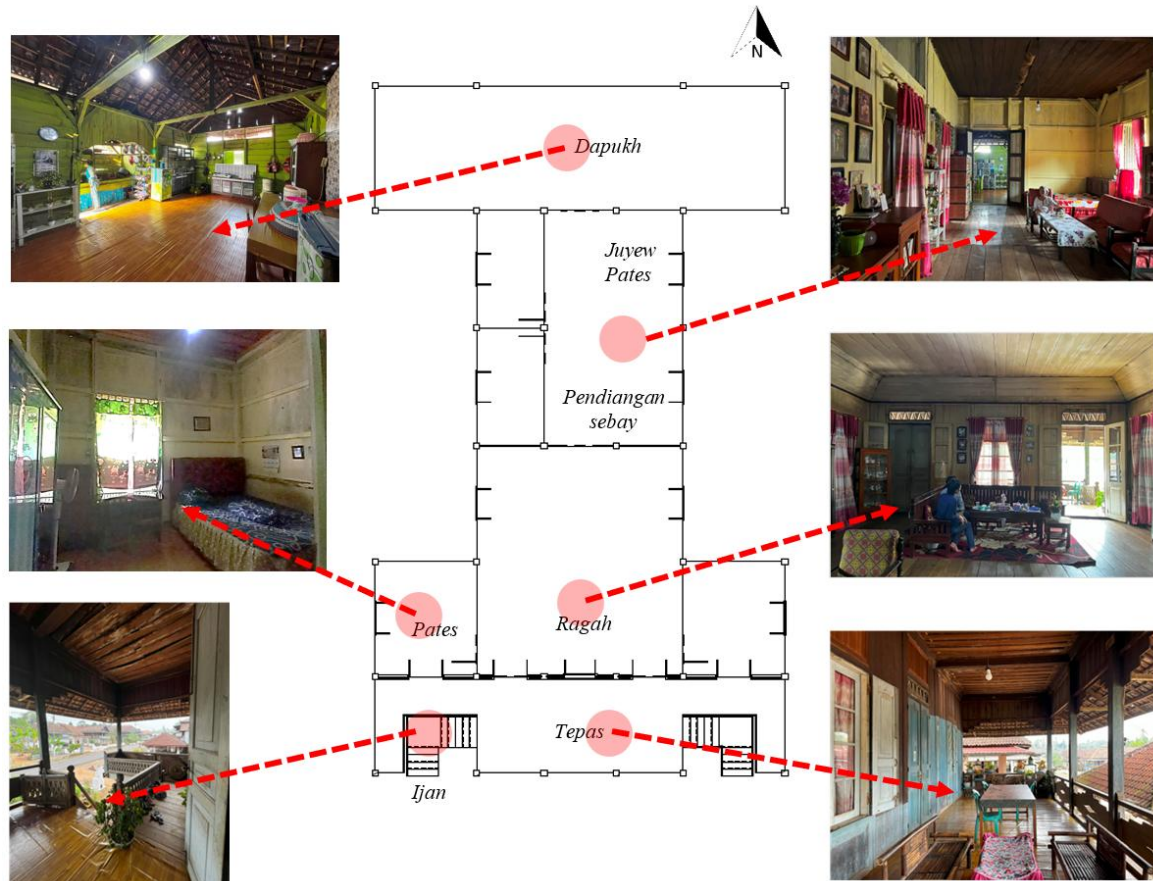 N
Dapukh
Juyew
Pates
Pendiangan
sebay
Pates
Ragah
Tepas
Ijan